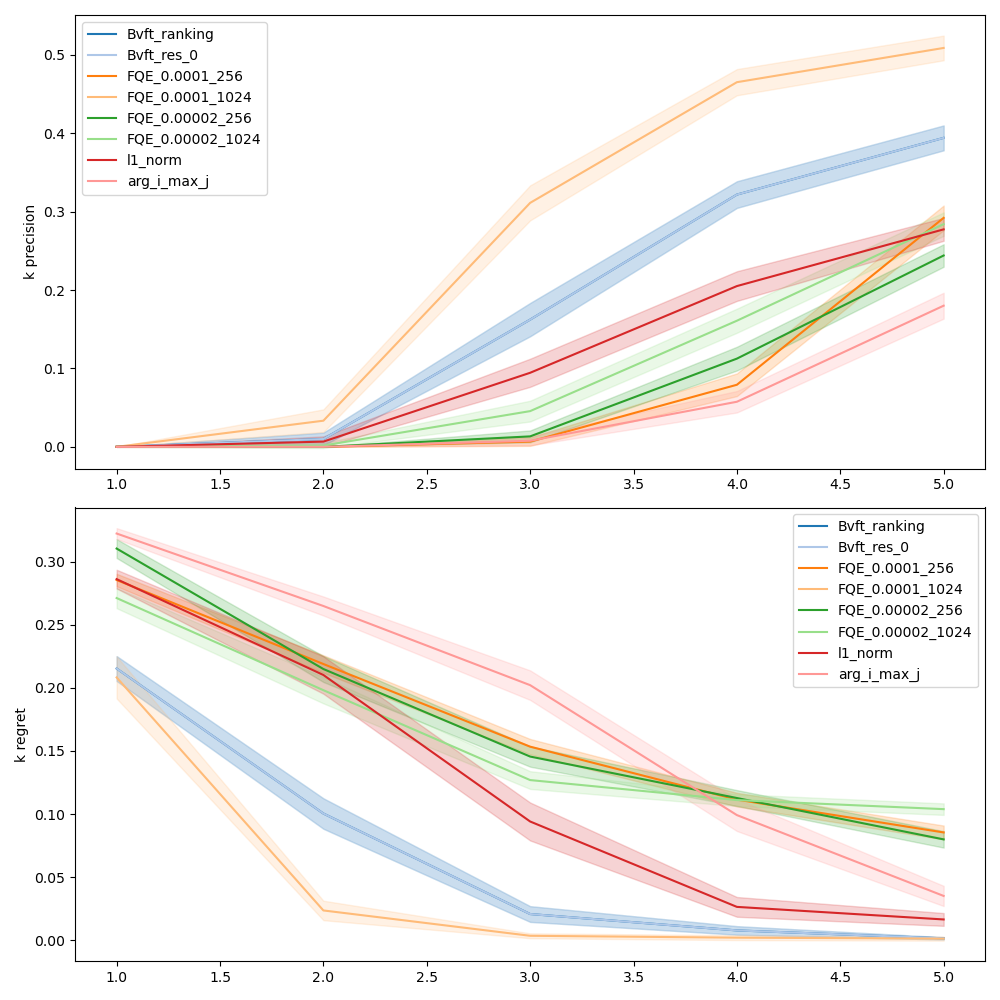 0.5
0.4
0.3
0.2
0.1
0.0
k precision
Bvft_ranking
Bvft_res_0
FQE_0.0001_256
FQE_0.0001_1024
FQE_0.00002_256
FQE_0.00002_1024
l1_norm
arg_i_max_j
1.0 1.5 2.0 2.5 3.0 3.5 4.0 4.5 5.0
0.30
0.25
0.20
0.15
0.10
0.05
0.00
k regret
Bvft_ranking
Bvft_res_0
FQE_0.0001_256
FQE_0.0001_1024
FQE_0.00002_256
FQE_0.00002_1024
l1_norm
arg_i_max_j
1.0 1.5 2.0 2.5 3.0 3.5 4.0 4.5 5.0